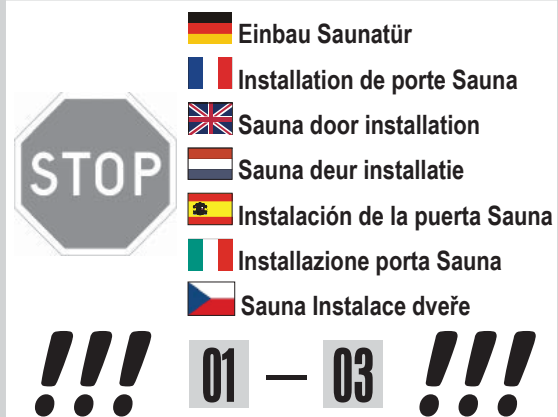 STOP
Einbau Saunatür
Installation de porte Sauna
Sauna door installation
Sauna deur installatie
Instalación de la puerta Sauna
Installazione porta Sauna
Sauna Instalace dveře
!!! 01 — 03 !!!